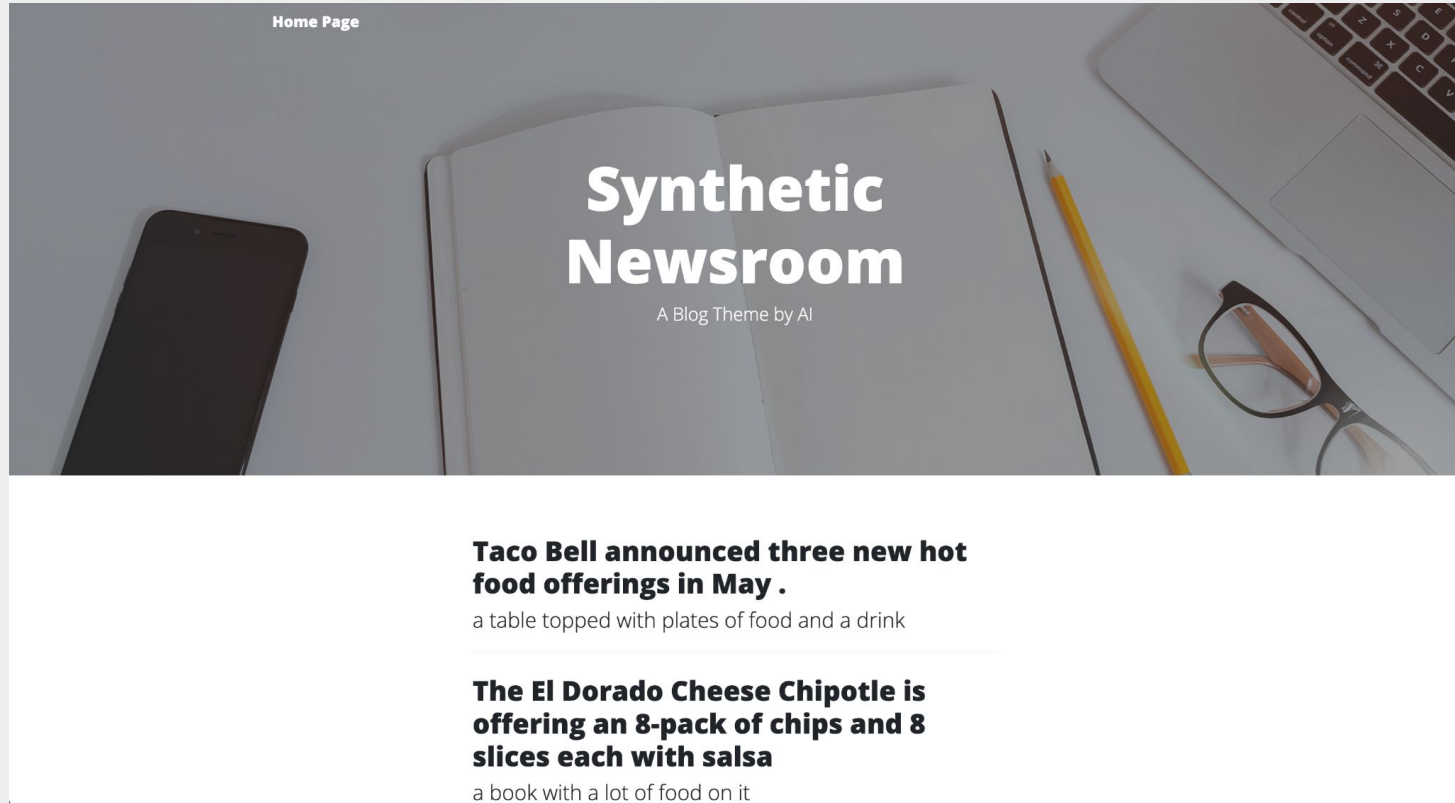 Home Page
Synthetic
Newsroom
A Blog Theme by AI
Taco Bell announced three new hot
food offerings in May .
a table topped with plates of food and a drink
The El Dorado Cheese Chipotle is
offering an 8-pack of chips and 8
slices each with salsa
a book with a lot of food on it